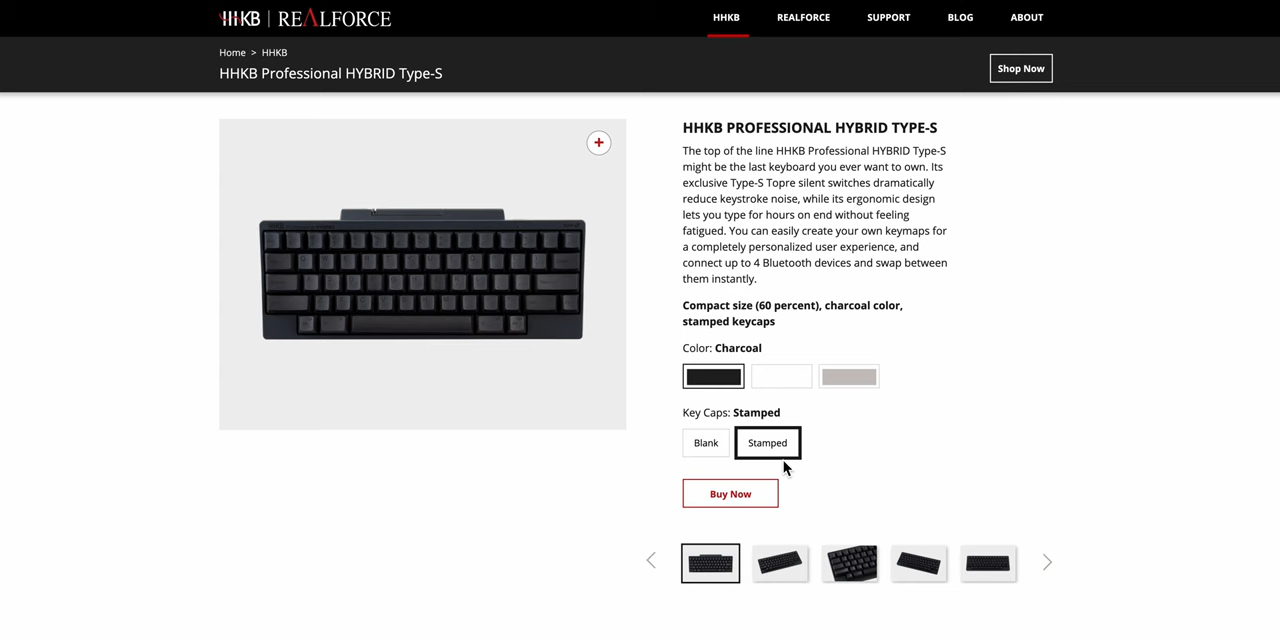 HHKB | REALFORCE
HHKB REALFORCE SUPPORT BLOG ABOUT
Home > HHKB
HHKB Professional HYBRID Type-S
Shop Now
HHKB PROFESSIONAL HYBRID TYPE-S
The top of the line HHKB Professional HYBRID Type-S
might be the last keyboard you ever want to own. Its
exclusive Type-S Topre silent switches dramatically
reduce keystroke noise, while its ergonomic design
lets you type for hours on end without feeling
fatigued. You can easily create your own keymaps for
a completely personalized user experience, and
connect up to 4 Bluetooth devices and swap between
them instantly.
Compact size (60 percent), charcoal color,
stamped keycaps
Color: Charcoal
Key Caps: Stamped
Blank Stamped
Buy Now